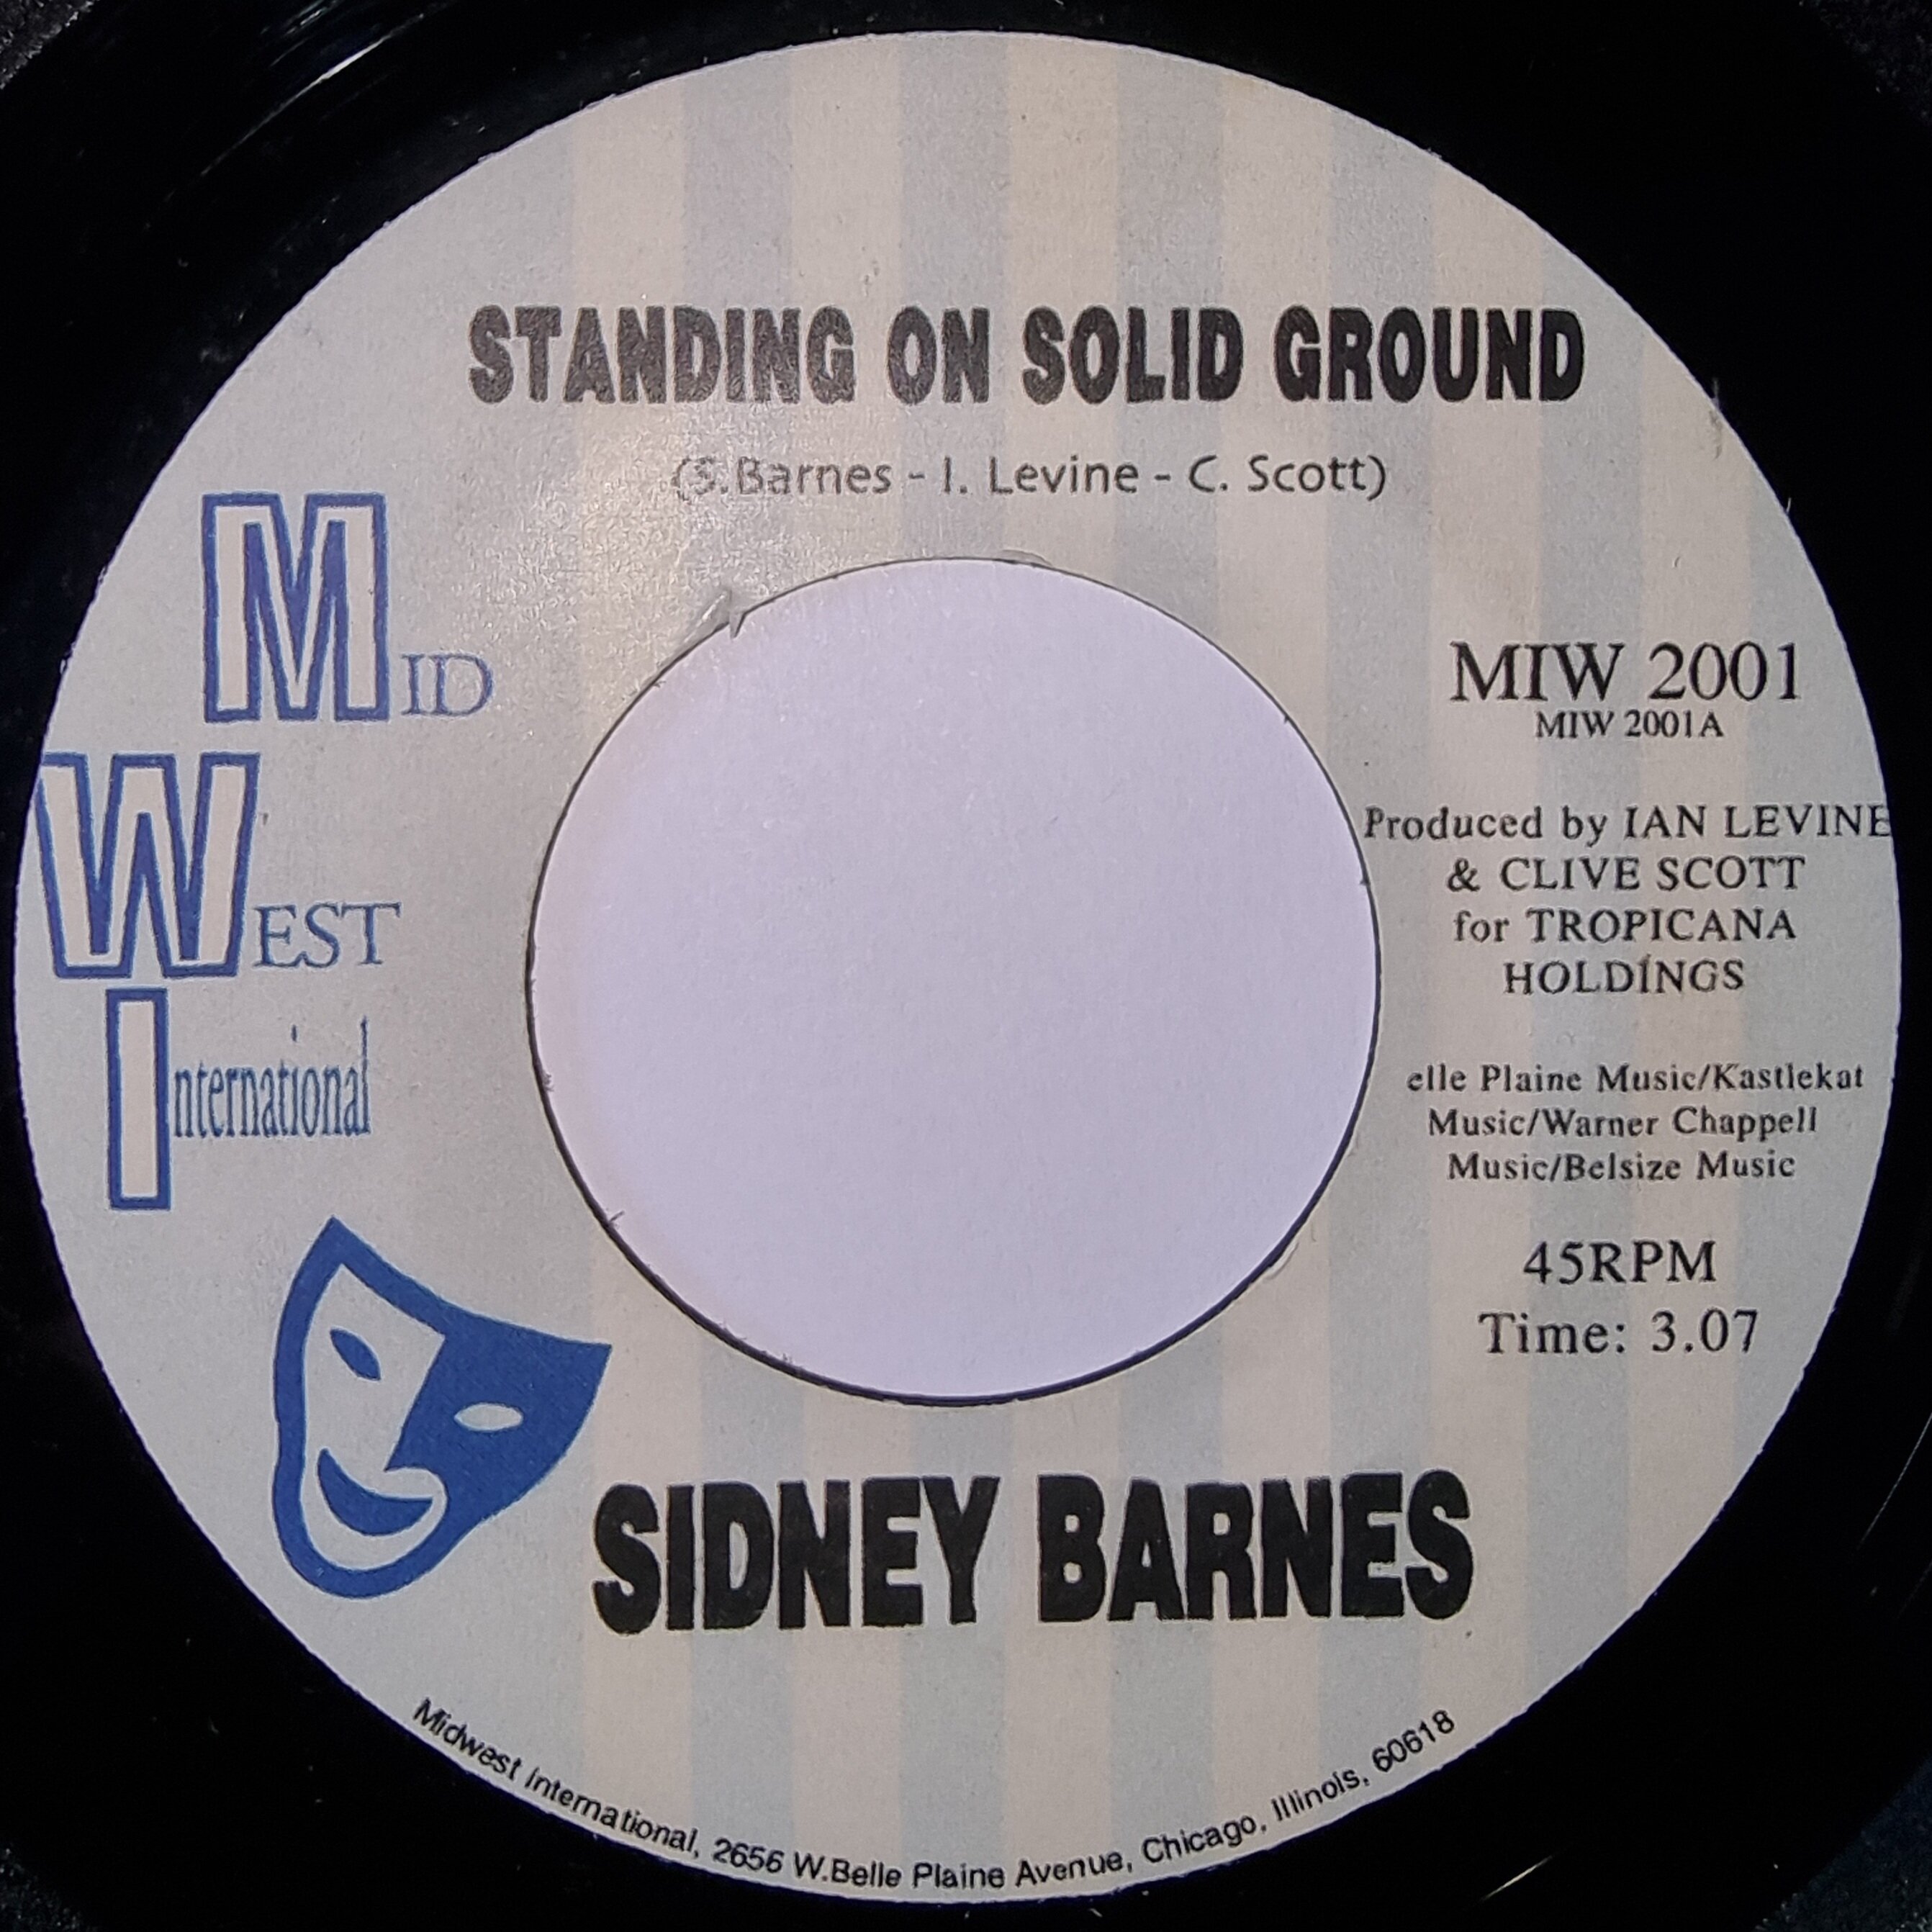 STANDING ON SOLID GROUND
(S.Barnes - I. Levine - C. Scott)
MID
WEST
International
MIW 2001
MIW 2001A
Produced by IAN LEVINE
& CLIVE SCOTT
for TROPICANA
HOLDINGS
elle Plaine Music/Kastlekat
Music/Warner Chappell
Music/Belsize Music
45RPM
Time: 3.07
SIDNEY BARNES
Midwest International, 2656 W.Belle Plaine Avenue, Chicago, Illinois, 60618